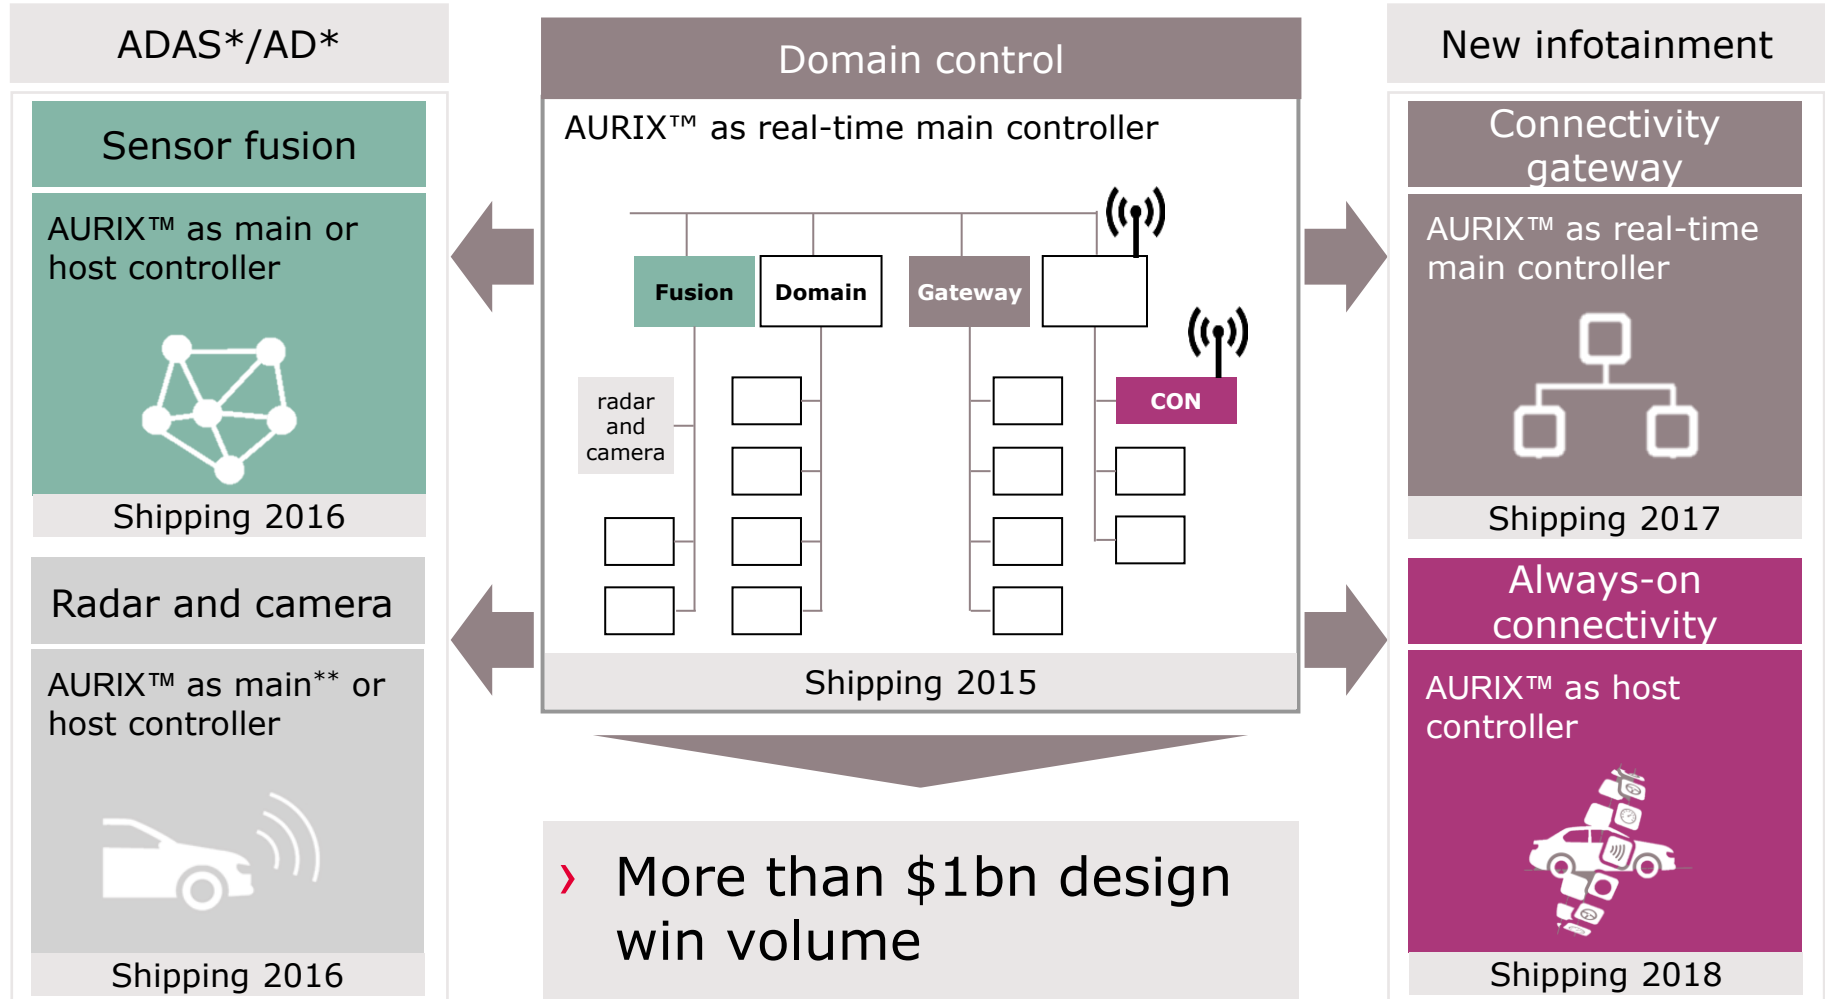 ADAS*/AD*
Sensor fusion
AURIX™ as main or
host controller
Shipping 2016
Radar and camera
AURIX™ as main** or
host controller
Shipping 2016
Domain control
AURIX™ as real-time main controller
Fusion
Domain
Gateway
radar
and
camera
CON
Shipping 2015
› More than $1bn design
win volume
New infotainment
Connectivity
gateway
AURIX™ as real-time
main controller
Shipping 2017
Always-on
connectivity
AURIX™ as host
controller
Shipping 2018